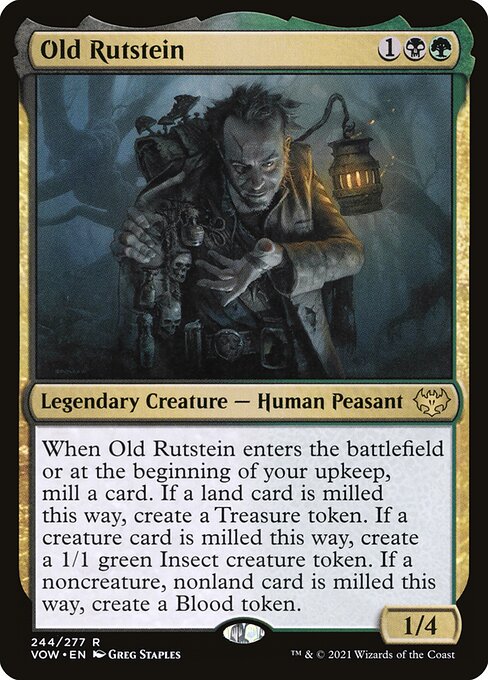 Old Rutstein 1
Legendary Creature — Human Peasant
When Old Rutstein enters the battlefield
or at the beginning of your upkeep,
mill a card. If a land card is milled
this way, create a Treasure token. If a
creature card is milled this way, create
a 1/1 green Insect creature token. If a
noncreature, nonland card is milled this
way, create a Blood token.
1/4
244/277 R
VOW • EN Greg Staples
™ & © 2021 Wizards of the Coast